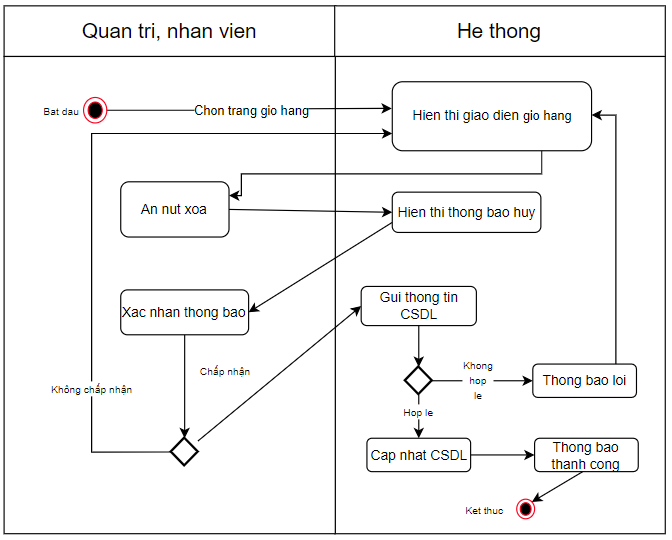 Quan tri, nhan vien
He thong
Bat dau
Chon trang gio hang
Hien thi giao dien gio hang
An nut xoa
Hien thi thong bao huy
Xac nhan thong bao
Gui thong tin
CSDL
Chấp nhận
Không chấp nhận
Khong
hop
le
Thong bao loi
Hop le
Cap nhat CSDL
Thong bao
thanh cong
Ket thuc